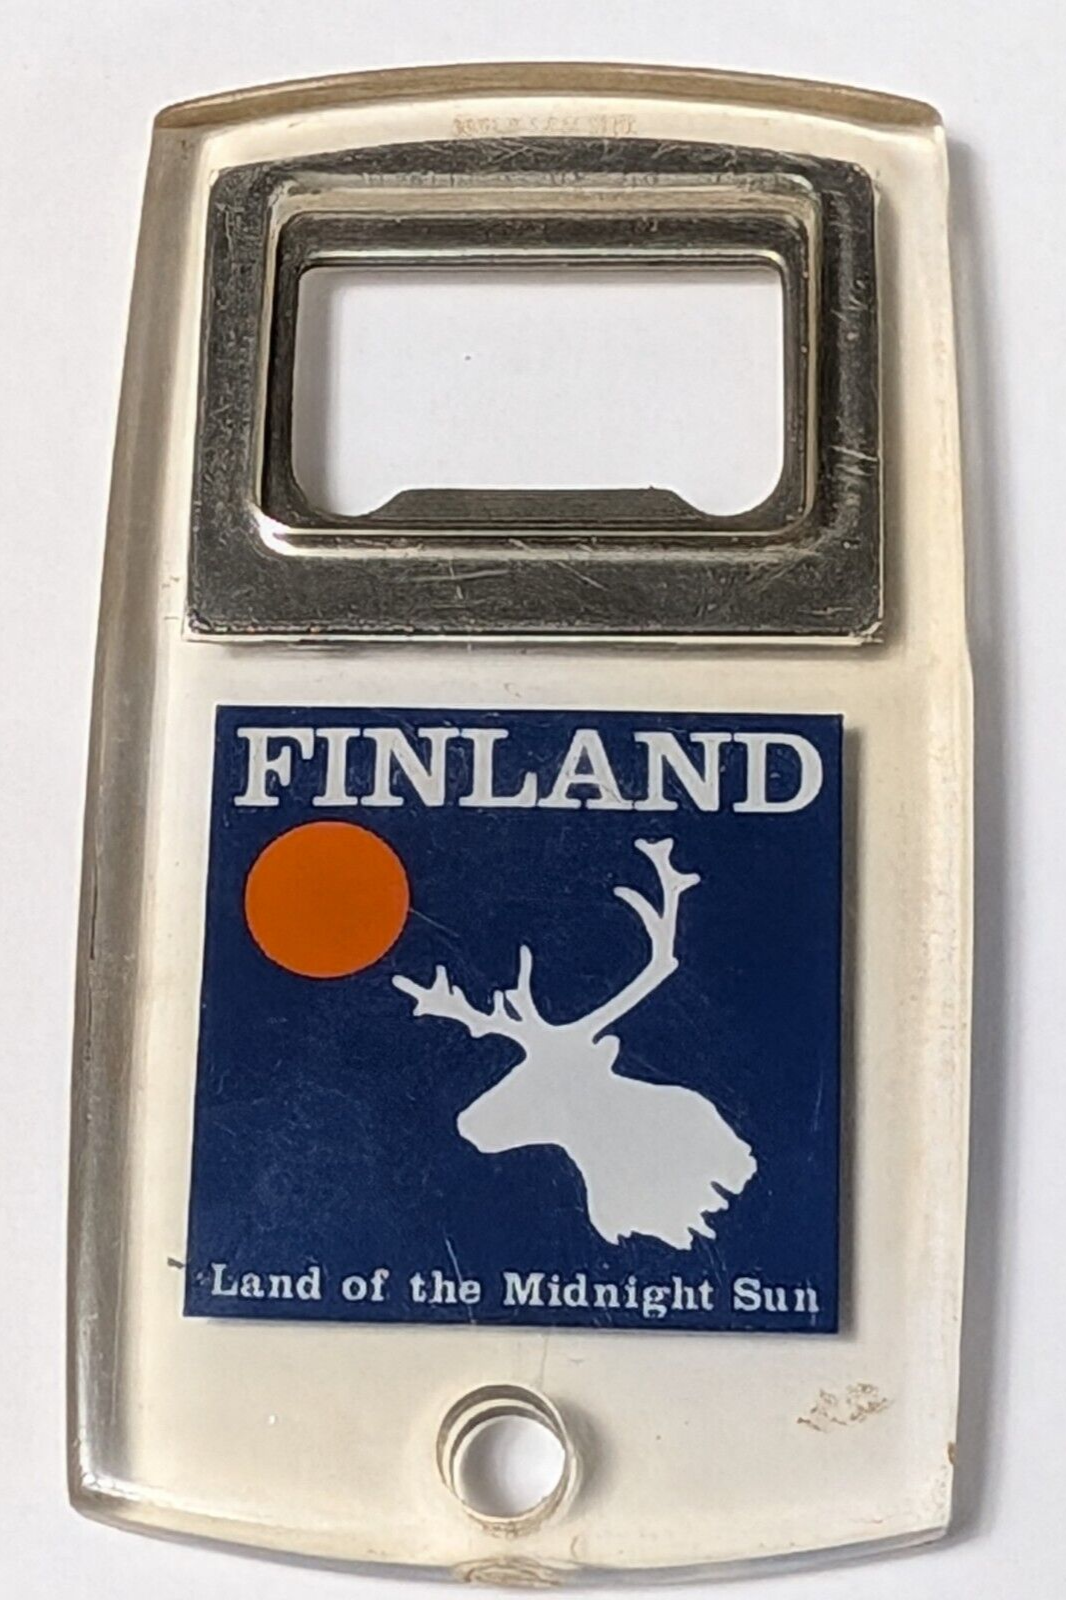 FINLAND
Land of the Midnight Sun